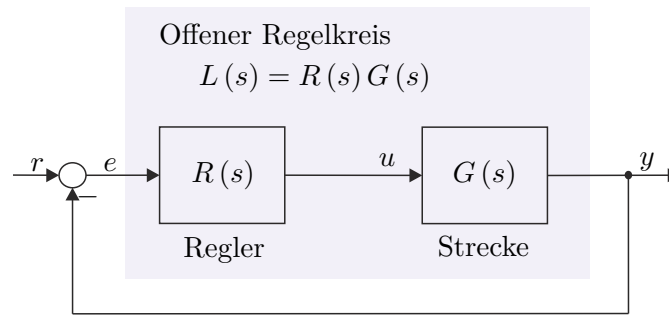 Offener Regelkreis
L(s) = R(s) G(s)
r
e
R(s)
u
G(s)
y
−
Regler
Strecke